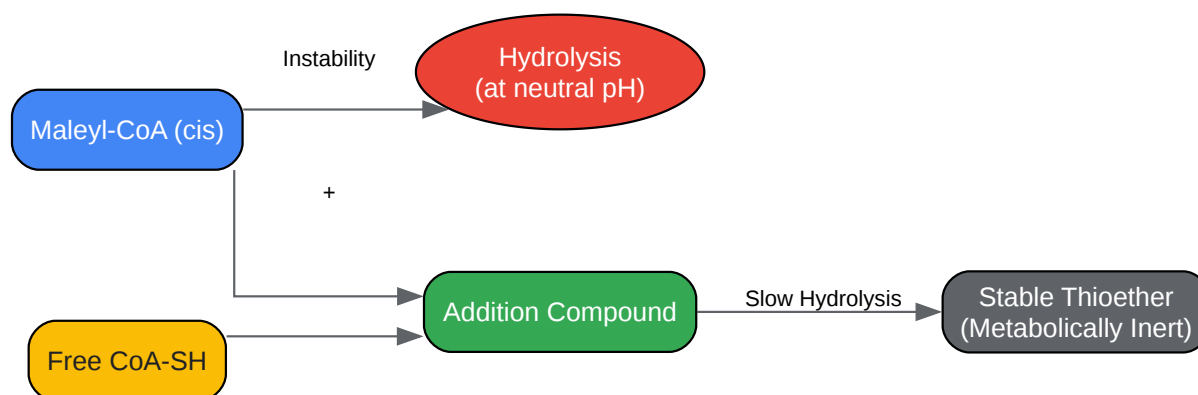 Instability
Hydrolysis
(at neutral pH)
Maleyl-CoA (cis)
+
Addition Compound
Slow Hydrolysis
Stable Thioether
(Metabolically Inert)
Free CoA-SH